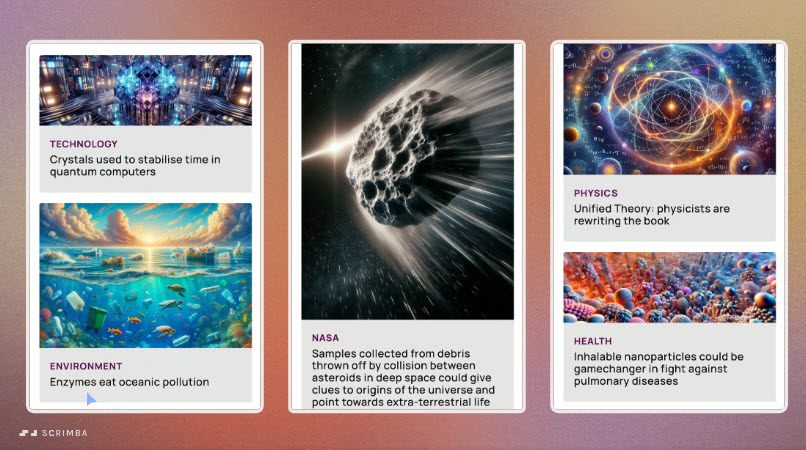 TECHNOLOGY
Crystals used to stabilise time in
quantum computers
ENVIRONMENT
Enzymes eat oceanic pollution
NASA
Samples collected from debris
thrown off by collision between
asteroids in deep space could give
clues to origins of the universe and
point towards extra-terrestrial life
PHYSICS
Unified Theory: physicists are
rewriting the book
HEALTH
Inhalable nanoparticles could be
gamechanger in fight against
pulmonary diseases
SCRIMBA